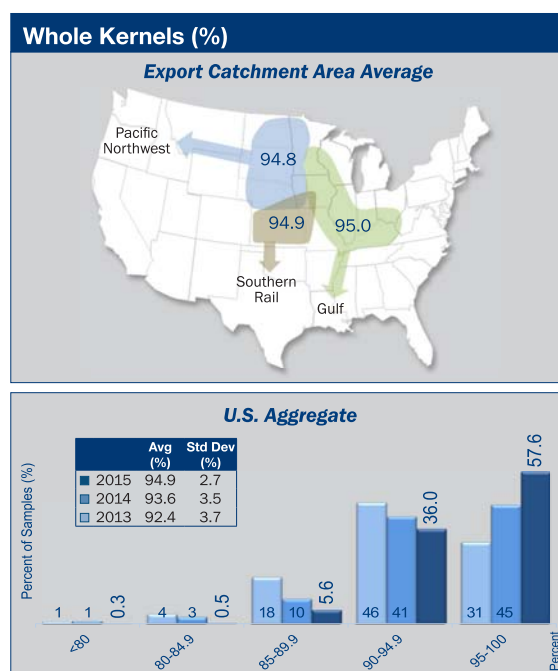 Whole Kernels (%)
Export Catchment Area Average
Pacific
Northwest
94.8
94.9
95.0
Southern
Rail
Gulf
U.S. Aggregate
Avg Std Dev
(%) (%)
2015 94.9 2.7
2014 93.6 3.5
2013 92.4 3.7
Percent of Samples (%)
1 1 0.3
4 3 0.5
18 10 5.6
46 41 36.0
31 45 57.6
<80 80-84.9 85-89.9 90-94.9 95-100
Percent